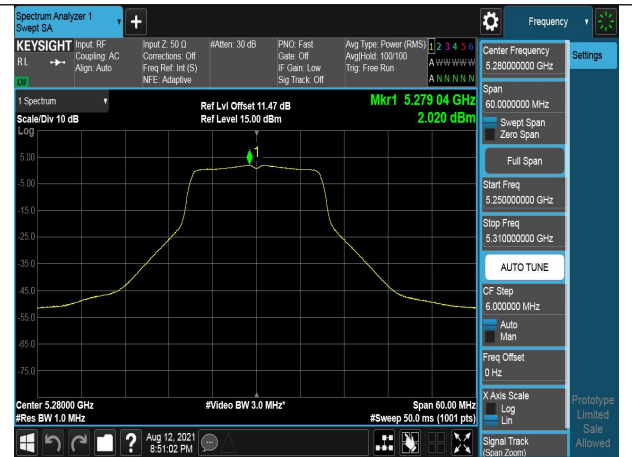 Spectrum Analyzer 1
Swept SA
Frequency
KEYSIGHT
RL
Input: RF
Coupling: AC
Align: Auto
Input Z: 50 Ω
Corrections: Off
Freq Ref: Int (S)
NFE: Adaptive
#Atten: 30 dB
PNO: Fast
Gate: Off
IF Gain: Low
Sig Track: Off
Avg Type: Power (RMS)
Avg|Hold: 100/100
Trig: Free Run
1 2 3 4 5 6
A W W W W W
A N N N N N
LXI
1 Spectrum
Scale/Div 10 dB
Log
Ref Lvl Offset 11.47 dB
Ref Level 15.00 dBm
Mkr1 5.279 04 GHz
2.020 dBm
1
5.00
-5.00
-15.0
-25.0
-35.0
-45.0
-55.0
-65.0
-75.0
Center 5.28000 GHz
#Res BW 1.0 MHz
#Video BW 3.0 MHz*
Span 60.00 MHz
#Sweep 50.0 ms (1001 pts)
Aug 12, 2021
8:51:02 PM
Center Frequency
5.280000000 GHz
Span
60.0000000 MHz
Swept Span
Zero Span
Full Span
Start Freq
5.250000000 GHz
Stop Freq
5.310000000 GHz
AUTO TUNE
CF Step
6.000000 MHz
Auto
Man
Freq Offset
0 Hz
X Axis Scale
Log
Lin
Signal Track
(Span Zoom)
Settings
Prototype
Limited
Sale
Allowed